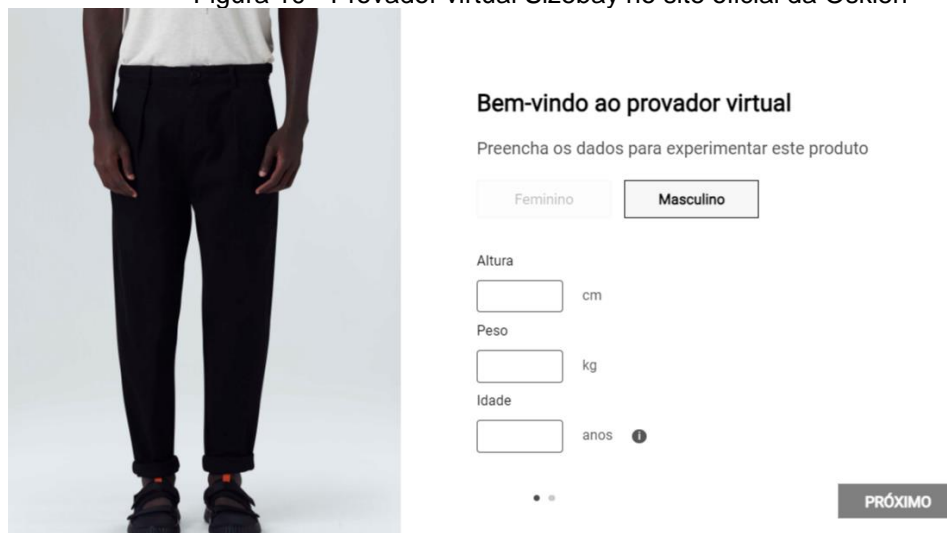 Bem-vindo ao provador virtual
Preencha os dados para experimentar este produto
Feminino
Masculino
Altura
cm
Peso
kg
Idade
anos
PRÓXIMO